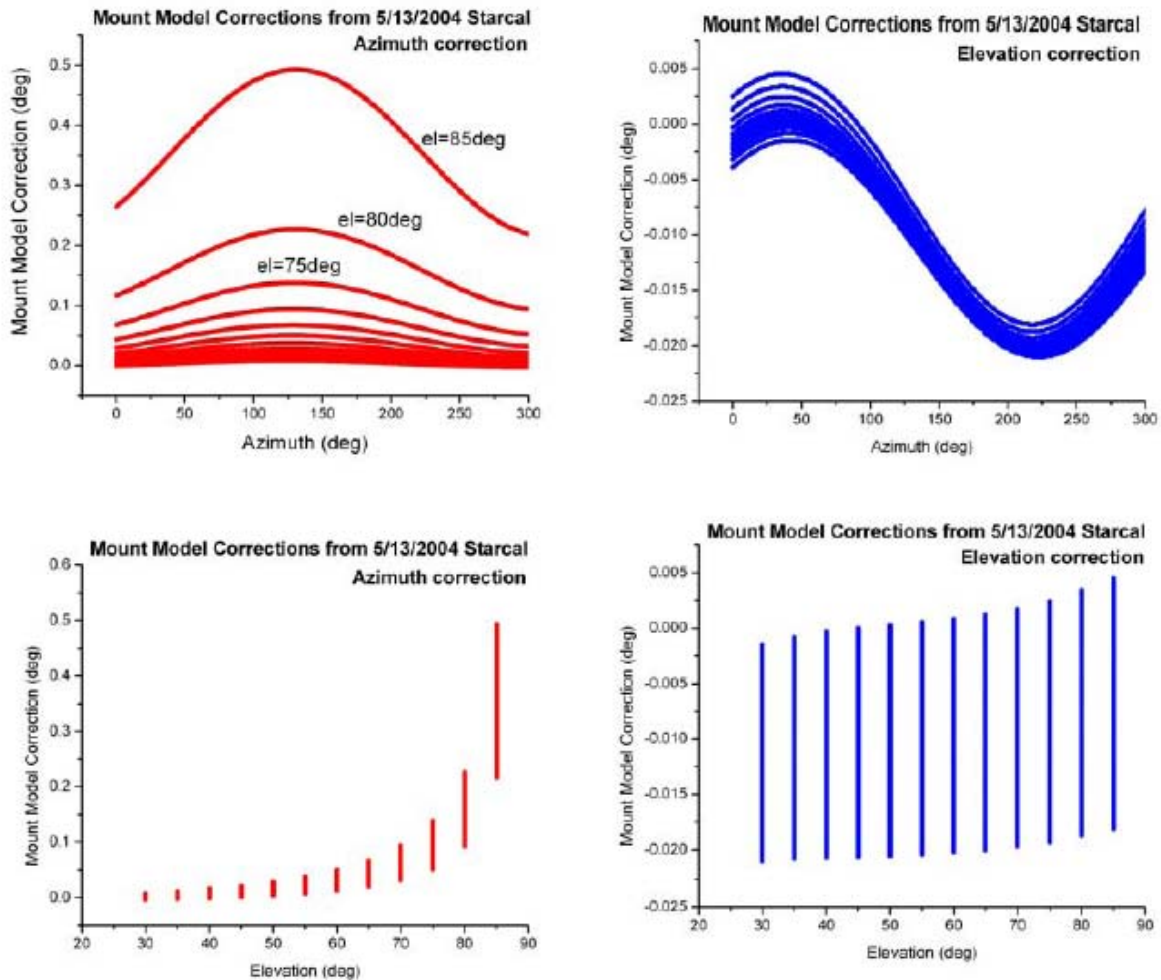 Mount Model Corrections from 5/13/2004 Starcal
Azimuth correction
Mount Model Correction (deg)
0.5
0.4
0.3
0.2
0.1
0.0
el=85deg
el=80deg
el=75deg
0 50 100 150 200 250 300
Azimuth (deg)
Mount Model Corrections from 5/13/2004 Starcal
Elevation correction
Mount Model Correction (deg)
0.005
0.000
-0.005
-0.010
-0.015
-0.020
-0.025
0 50 100 150 200 250 300
Azimuth (deg)
Mount Model Corrections from 5/13/2004 Starcal
Azimuth correction
Mount Model Correction (deg)
0.6
0.5
0.4
0.3
0.2
0.1
0.0
20 30 40 50 60 70 80 90
Elevation (deg)
Mount Model Corrections from 5/13/2004 Starcal
Elevation correction
Mount Model Correction (deg)
0.005
0.000
-0.005
-0.010
-0.015
-0.020
-0.025
20 30 40 50 60 70 80 90
Elevation (deg)